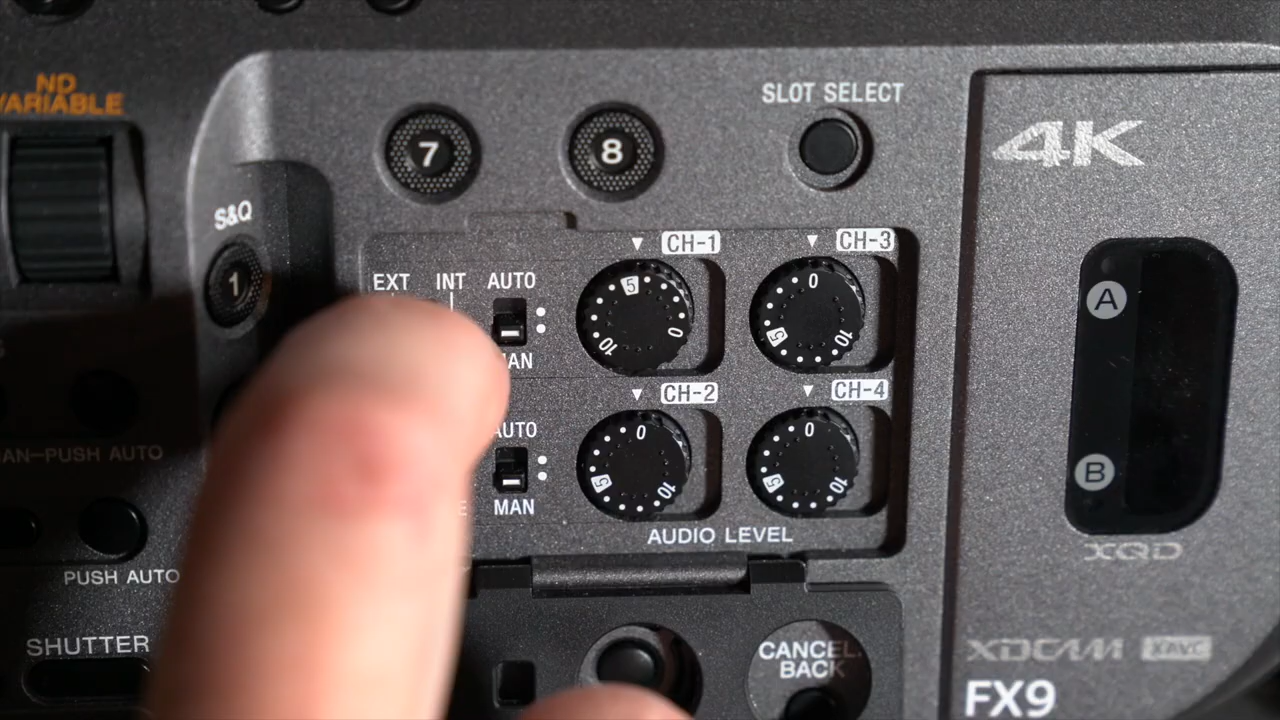 ND
VARIABLE
S&Q
1
7
8
SLOT SELECT
4K
EXT INT AUTO
CH-1
5
0
10
CH-3
0
5
10
AUTO
MAN
CH-2
0
5
10
CH-4
0
5
10
AUDIO LEVEL
A
B
XQD
PUSH AUTO
SHUTTER
CANCEL
BACK
XDCAM XAVC
FX9